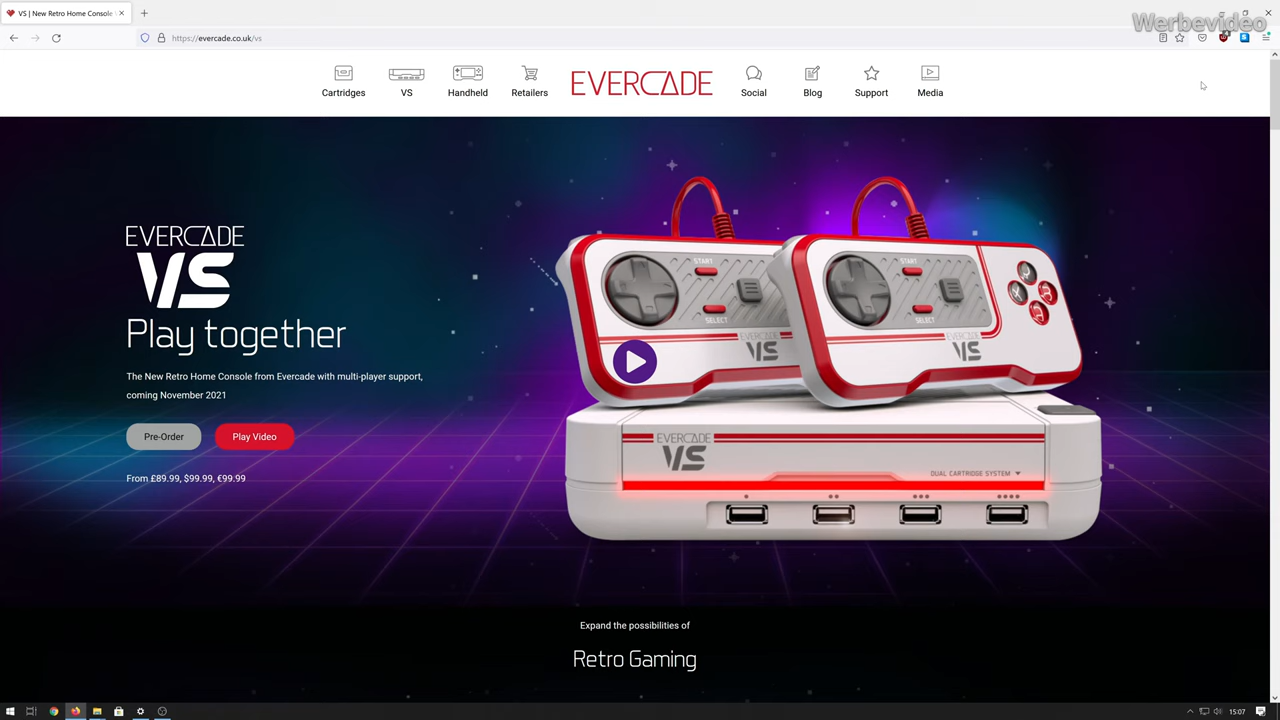 VS | New Retro Home Console
Werbevideo
https://evercade.co.uk/vs
Cartridges
VS
Handheld
Retailers
EVERCADE
Social
Blog
Support
Media
EVERCADE
VS
Play together
The New Retro Home Console from Evercade with multi-player support,
coming November 2021
Pre-Order
Play Video
From £89.99, $99.99, €99.99
START
SELECT
EVERCADE
VS
START
SELECT
EVERCADE
VS
EVERCADE
VS
DUAL CARTRIDGE SYSTEM
Expand the possibilities of
Retro Gaming
15:07